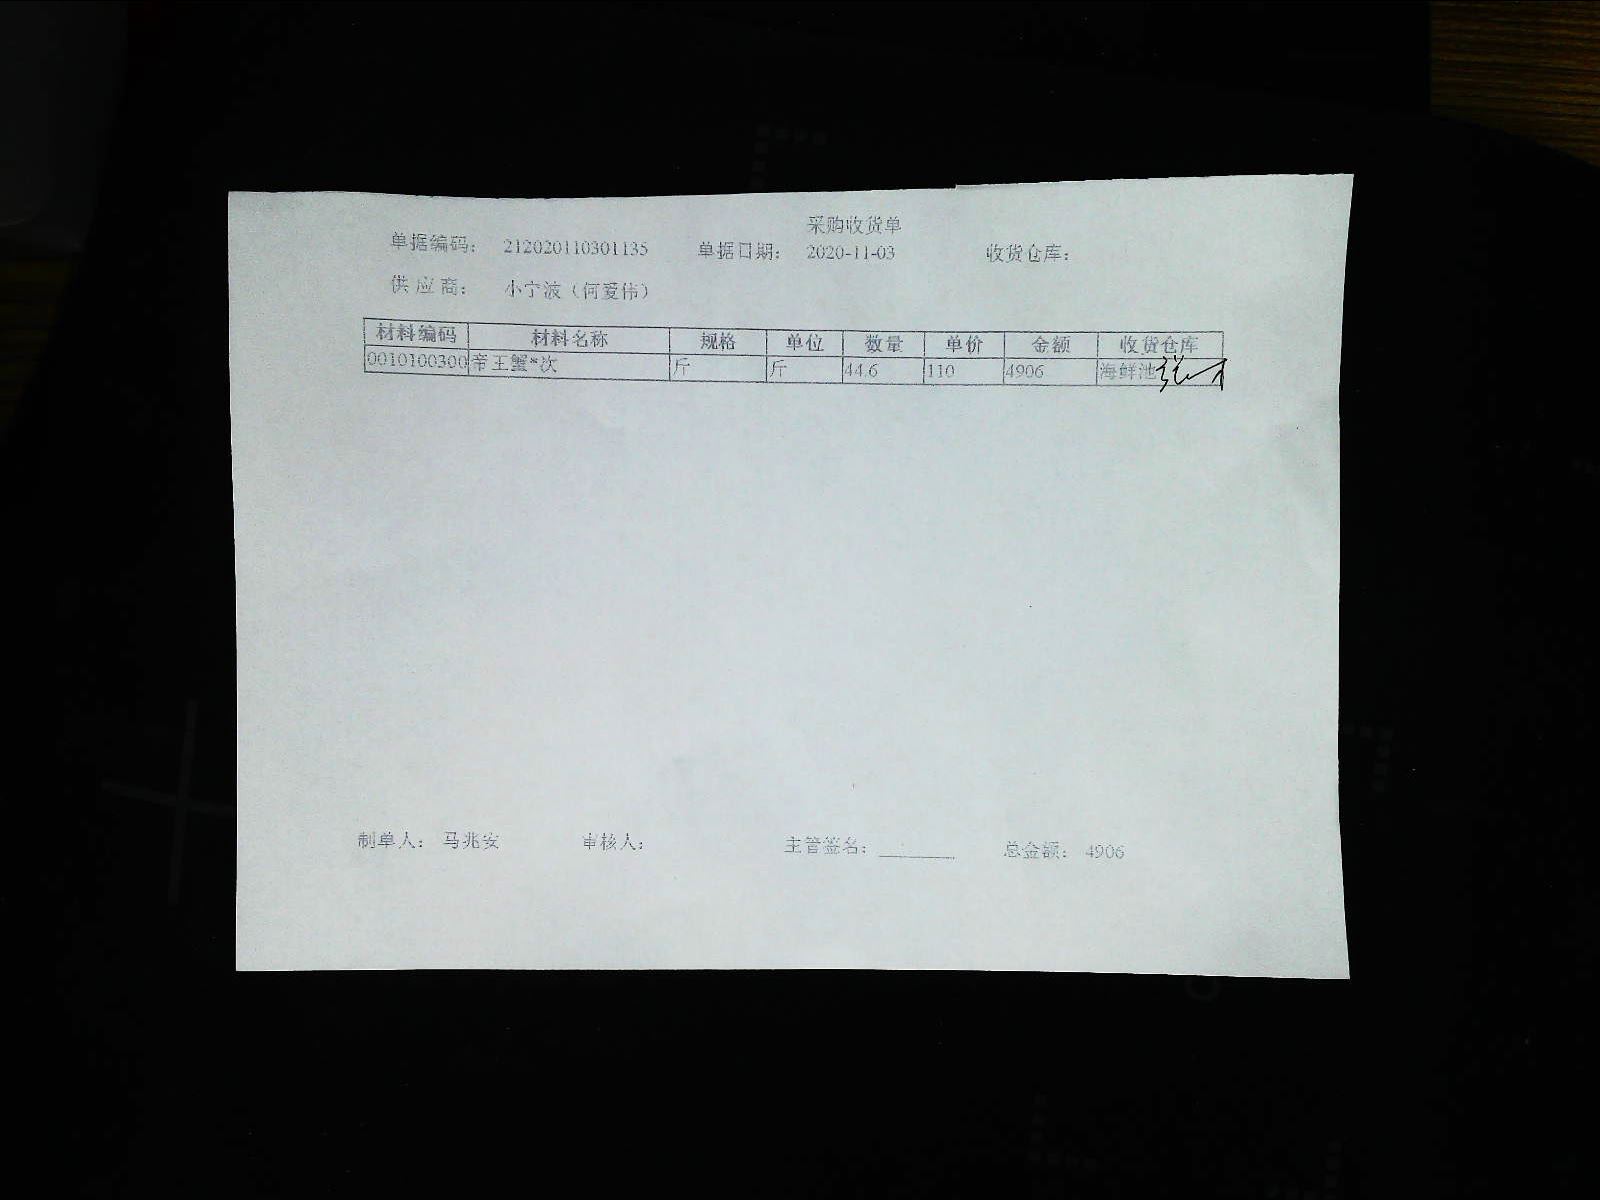 采购收货单
单据编码： 212020110301135 单据日期： 2020-11-03 收货仓库：
供应商： 小宁波（何爱伟）
材料编码 材料名称 规格 单位 数量 单价 金额 收货仓库
0010100300 帝王蟹*次 斤 斤 44.6 110 4906 海鲜池
制单人： 马兆安 审核人： 主管签名： 总金额： 4906